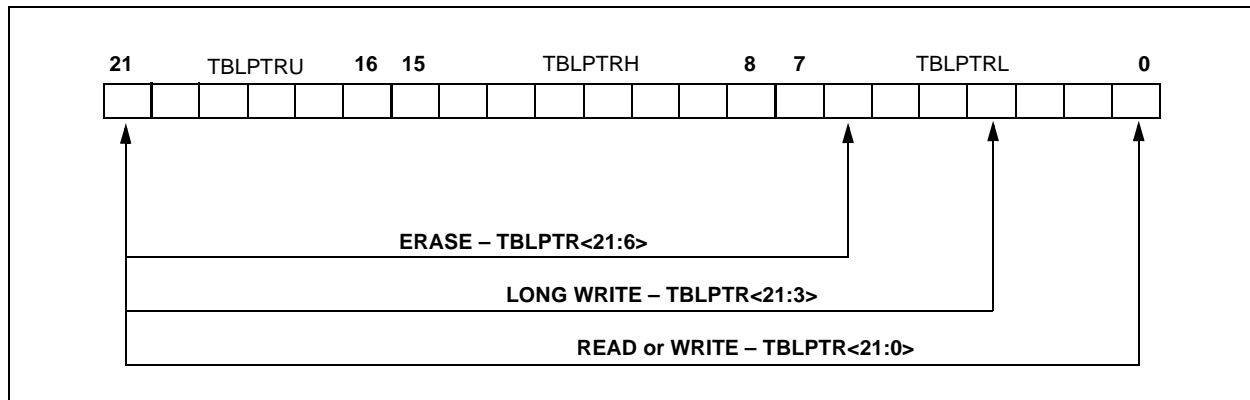 21 TBLPTRU 16 15 TBLPTRH 8 7 TBLPTRL 0
ERASE – TBLPTR<21:6>
LONG WRITE – TBLPTR<21:3>
READ or WRITE – TBLPTR<21:0>